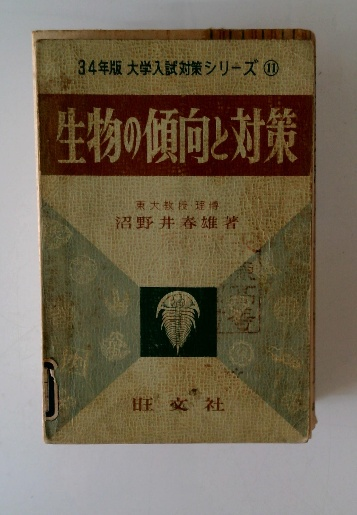 34年版 大学入試対策シリーズ ⑪
生物の傾向と対策
東大教授 理博
沼野井春雄著
旺文社